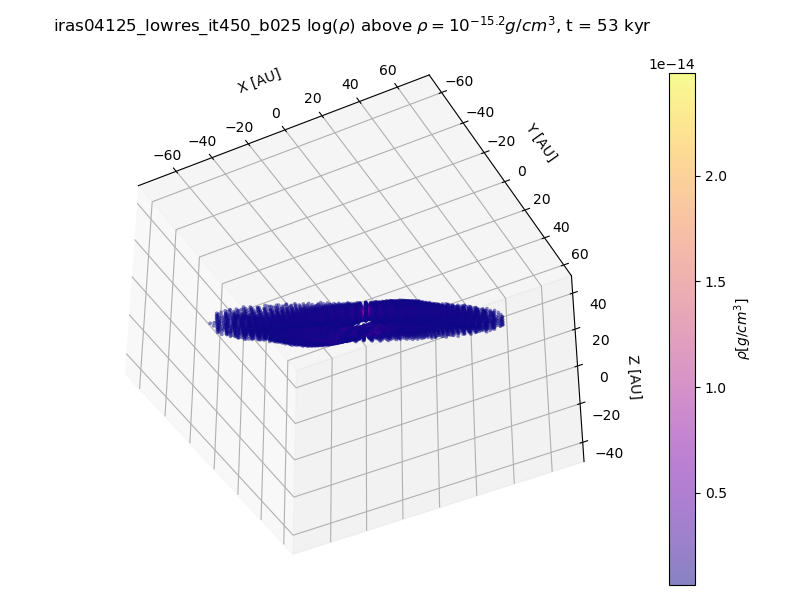 iras04125_lowres_it450_b025 log(ρ) above ρ = 10^{-15.2}g/cm^3, t = 53 kyr
1e−14
X [AU]
−60 −40 −20 0 20 40 60
Y [AU]
−60
−40
−20
0
20
40
60
Z [AU]
40
20
0
−20
−40
2.0
1.5
1.0
0.5
ρ[g/cm^3]